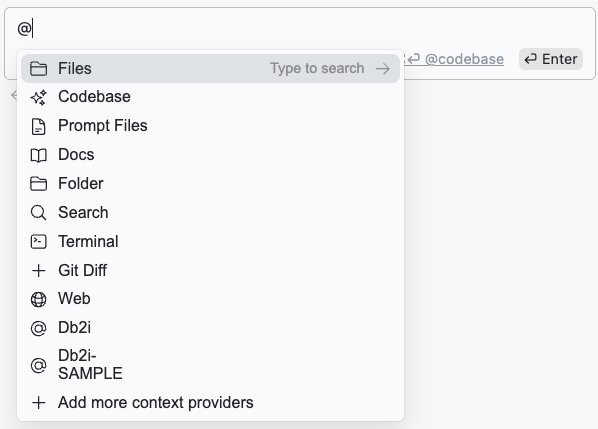 @
Files Type to search →
@codebase Enter
Codebase
Prompt Files
Docs
Folder
Search
Terminal
Git Diff
Web
Db2i
Db2i-
SAMPLE
Add more context providers